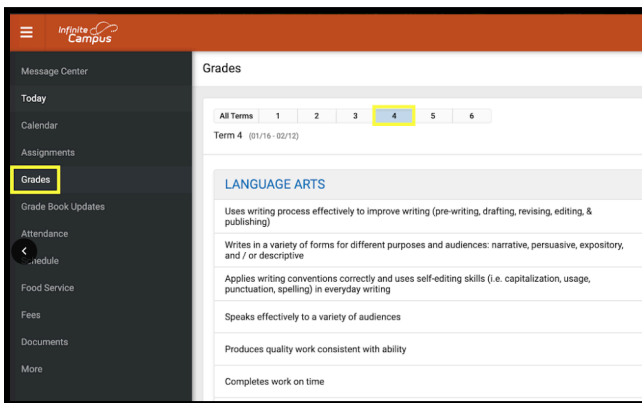 Infinite
Campus
Message Center
Today
Calendar
Assignments
Grades
Grade Book Updates
Attendance
Schedule
Food Service
Fees
Documents
More
Grades
All Terms 1 2 3 4 5 6
Term 4 (01/16 - 02/12)
LANGUAGE ARTS
Uses writing process effectively to improve writing (pre-writing, drafting, revising, editing, &
publishing)
Writes in a variety of forms for different purposes and audiences: narrative, persuasive, expository,
and / or descriptive
Applies writing conventions correctly and uses self-editing skills (i.e. capitalization, usage,
punctuation, spelling) in everyday writing
Speaks effectively to a variety of audiences
Produces quality work consistent with ability
Completes work on time